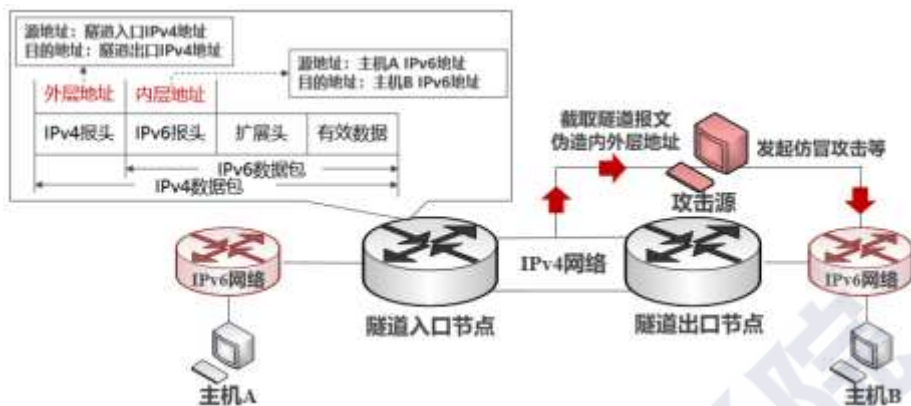 源地址：隧道入口IPv4地址
目的地址：隧道出口IPv4地址
源地址：主机A IPv6地址
目的地址：主机B IPv6地址
外层地址
内层地址
IPv4报头
IPv6报头
扩展头
有效数据
IPv6数据包
IPv4数据包
截取隧道报文
伪造内外层地址
发起仿冒攻击等
攻击源
IPv6网络
IPv4网络
IPv6网络
隧道入口节点
隧道出口节点
主机A
主机B